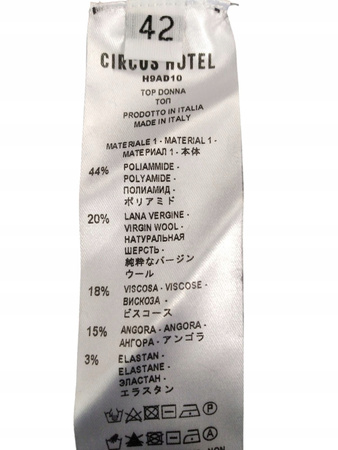 42
CIRCUS HOTEL
H9AD10
TOP DONNA
ТОП
PRODOTTO IN ITALIA
MADE IN ITALY
MATERIALE 1 - MATERIAL 1 -
МАТЕРИАЛ 1 - 本体
44% POLIAMMIDE -
POLYAMIDE -
ПОЛИАМИД -
ポリアミド
20% LANA VERGINE -
VIRGIN WOOL -
НАТУРАЛЬНАЯ
ШЕРСТЬ -
純粋なバージン
ウール
18% VISCOSA - VISCOSE -
ВИСКОЗА -
ビスコース
15% ANGORA - ANGORA -
АНГОРА - アンゴラ
3% ELASTAN -
ELASTANE -
ЭЛАСТАН -
エラスタン
P
A